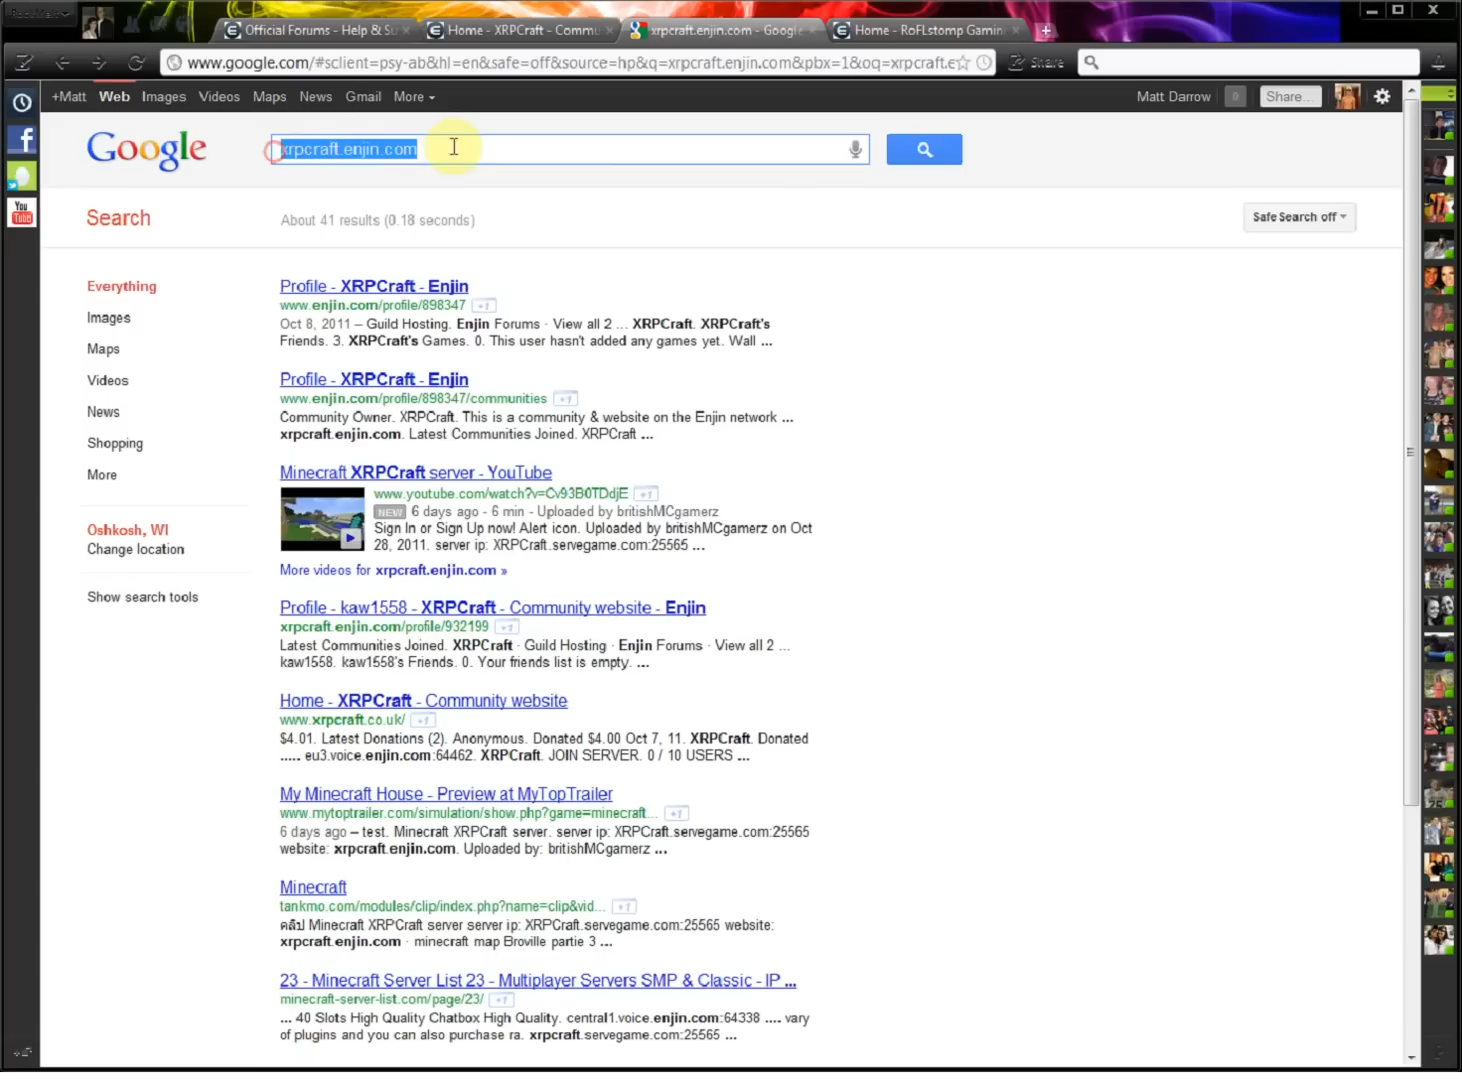 Official Forums - Help & Su
Home - XRPCraft - Commu
xrpcraft.enjin.com - Google
Home - RoFLstomp Gamin
www.google.com/#sclient=psy-ab&hl=en&safe=off&source=hp&q=xrpcraft.enjin.com&pbx=1&oq=xrpcraft.e
Share
+Matt Web Images Videos Maps News Gmail More
Matt Darrow 0 Share...
Google
xrpcraft.enjin.com
Search
About 41 results (0.18 seconds)
SafeSearch off
Everything
Images
Maps
Videos
News
Shopping
More
Oshkosh, WI
Change location
Show search tools
Profile - XRPCraft - Enjin
www.enjin.com/profile/898347 +1
Oct 8, 2011 – Guild Hosting. Enjin Forums · View all 2 ... XRPCraft. XRPCraft's
Friends. 3. XRPCraft's Games. 0. This user hasn't added any games yet. Wall ...
Profile - XRPCraft - Enjin
www.enjin.com/profile/898347/communities +1
Community Owner. XRPCraft. This is a community & website on the Enjin network ...
xrpcraft.enjin.com. Latest Communities Joined. XRPCraft ...
Minecraft XRPCraft server - YouTube
www.youtube.com/watch?v=Cv93B0TDdjE +1
NEW 6 days ago - 6 min - Uploaded by britishMCgamerz
Sign In or Sign Up now! Alert icon. Uploaded by britishMCgamerz on Oct
28, 2011. server ip: XRPCraft.servegame.com:25565 ...
More videos for xrpcraft.enjin.com »
Profile - kaw1558 - XRPCraft - Community website - Enjin
xrpcraft.enjin.com/profile/932199 +1
Latest Communities Joined. XRPCraft · Guild Hosting · Enjin Forums · View all 2 ...
kaw1558. kaw1558's Friends. 0. Your friends list is empty. ...
Home - XRPCraft - Community website
www.xrpcraft.co.uk/ +1
$4.01. Latest Donations (2). Anonymous. Donated $4.00 Oct 7, 11. XRPCraft. Donated
..... eu3.voice.enjin.com:64462. XRPCraft. JOIN SERVER. 0 / 10 USERS ...
My Minecraft House - Preview at MyTopTrailer
www.mytoptrailer.com/simulation/show.php?game=minecraft... +1
6 days ago – test. Minecraft XRPCraft server. server ip: XRPCraft.servegame.com:25565
website: xrpcraft.enjin.com. Uploaded by: britishMCgamerz ...
Minecraft
tankmo.com/modules/clip/index.php?name=clip&vid... +1
คลิป Minecraft XRPCraft server server ip: XRPCraft.servegame.com:25565 website:
xrpcraft.enjin.com · minecraft map Broville partie 3 ...
23 - Minecraft Server List 23 - Multiplayer Servers SMP & Classic - IP ...
minecraft-server-list.com/page/23/ +1
... 40 Slots High Quality Chatbox High Quality. central1.voice.enjin.com:64338 .... vary
of plugins and you can also purchase ra. xrpcraft.servegame.com:25565 ...
You
Tube